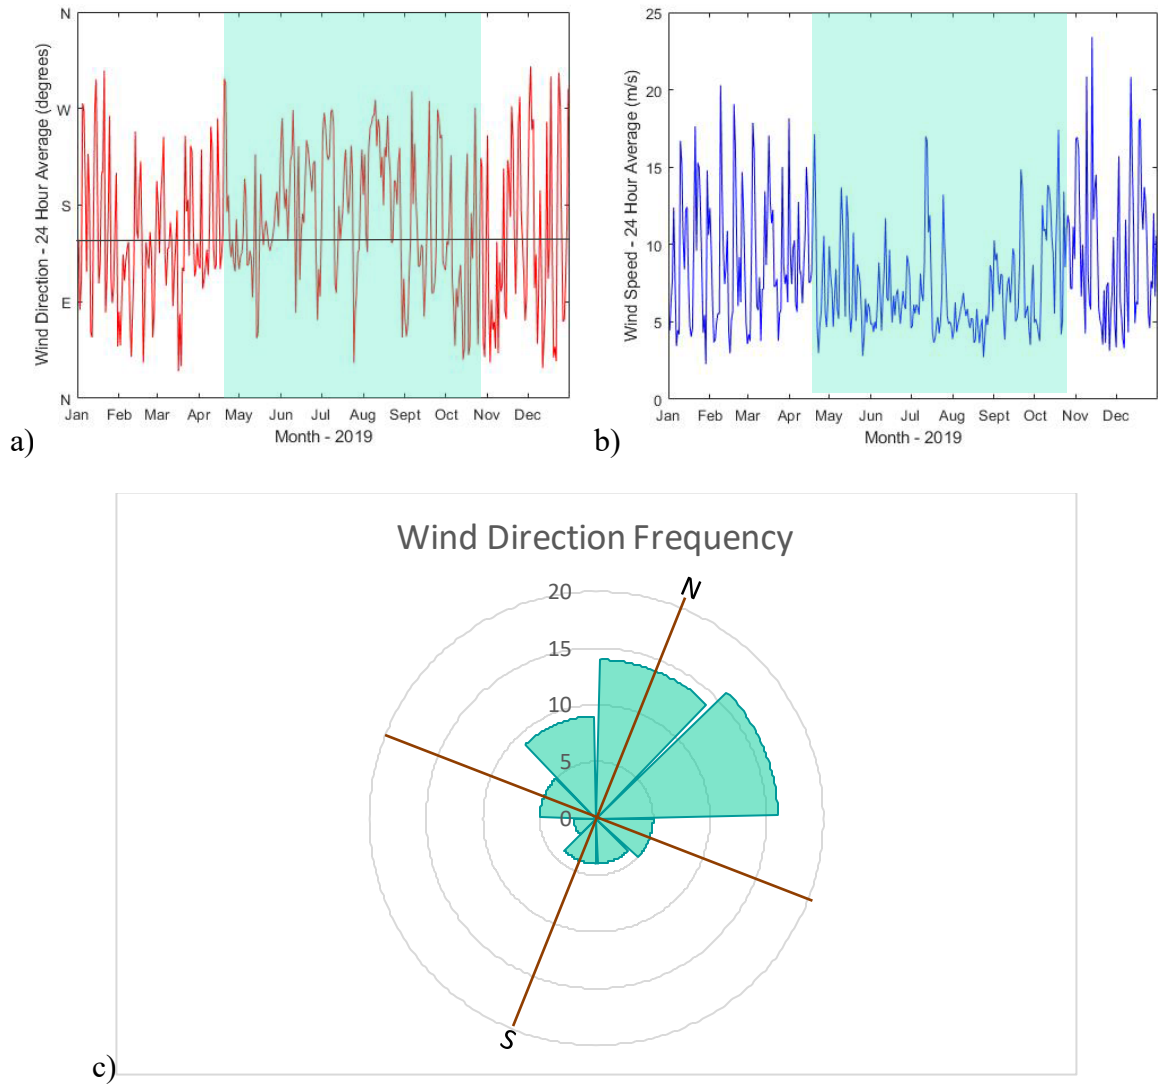 N
W
S
E
N
Wind Direction - 24 Hour Average (degrees)
Jan Feb Mar Apr May Jun Jul Aug Sept Oct Nov Dec
Month - 2019
a)
25
20
15
10
5
0
Wind Speed - 24 Hour Average (m/s)
Jan Feb Mar Apr May Jun Jul Aug Sept Oct Nov Dec
Month - 2019
b)
Wind Direction Frequency
N
20
15
10
5
0
S
c)